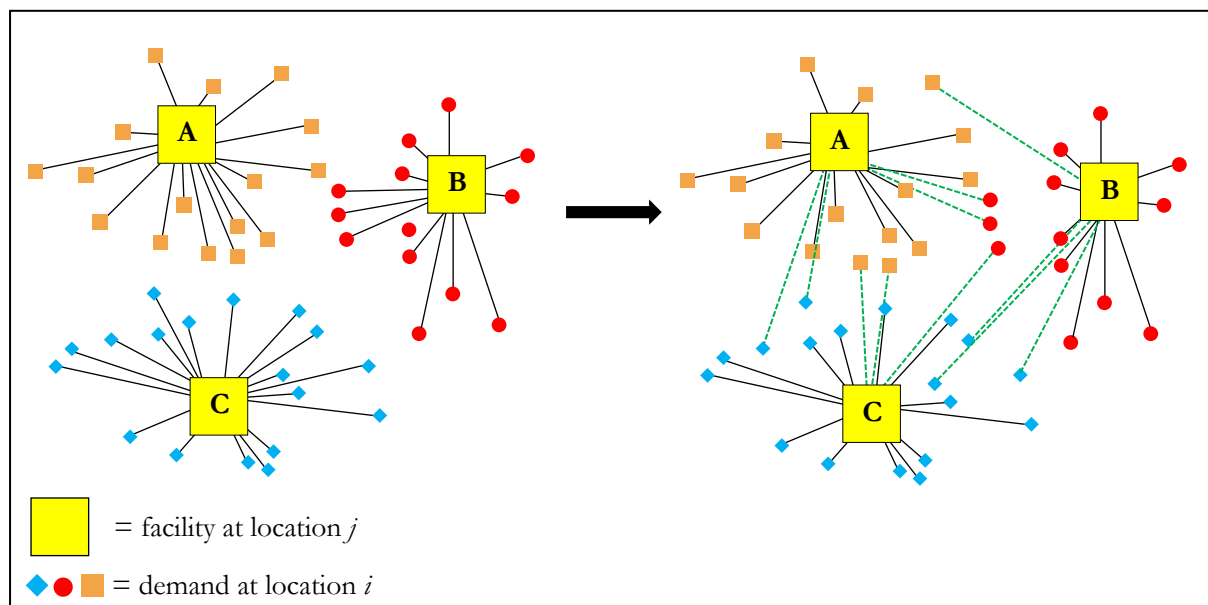 A
B
C
A
B
C
= facility at location j
= demand at location i